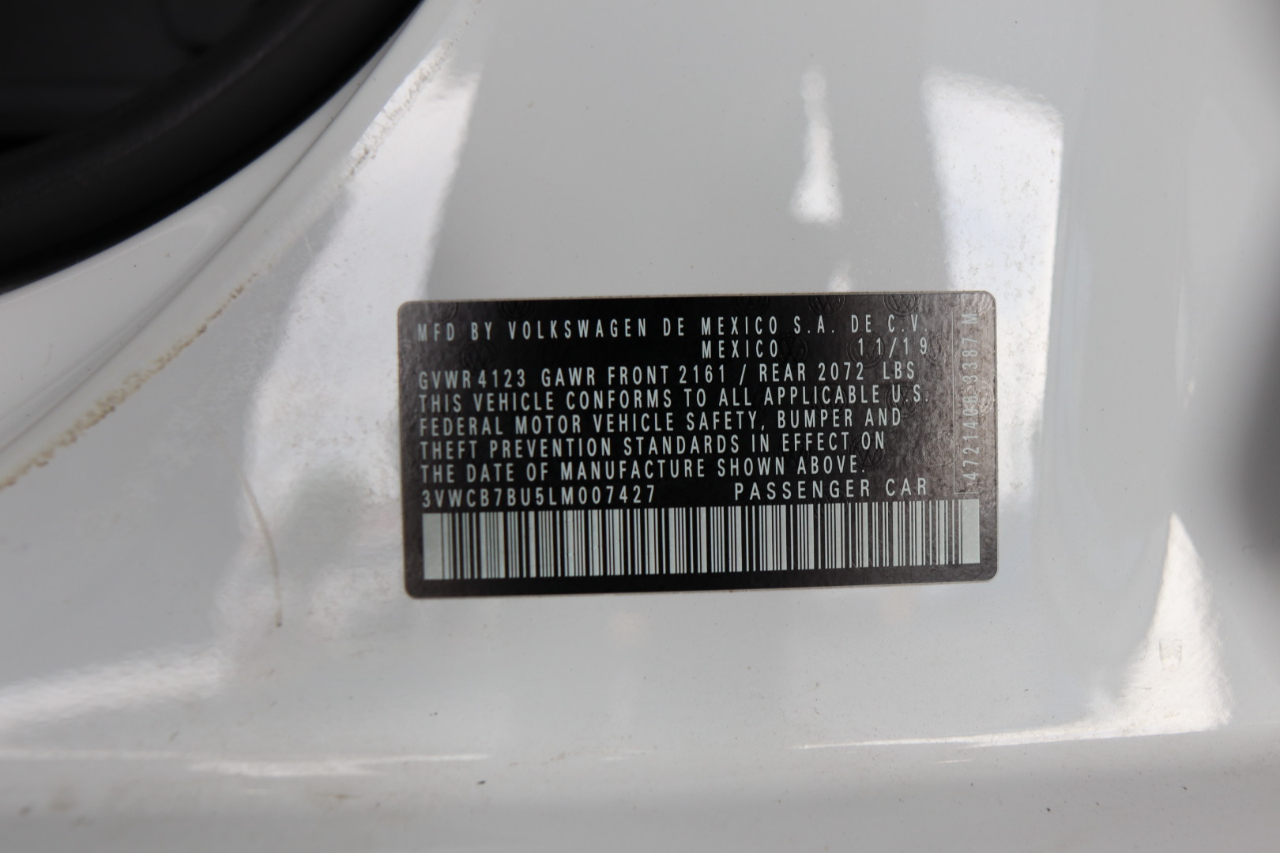 MFD BY VOLKSWAGEN DE MEXICO S.A. DE C.V.
MEXICO 11/19
GVWR 4123 GAWR FRONT 2161 / REAR 2072 LBS
THIS VEHICLE CONFORMS TO ALL APPLICABLE U.S.
FEDERAL MOTOR VEHICLE SAFETY, BUMPER AND
THEFT PREVENTION STANDARDS IN EFFECT ON
THE DATE OF MANUFACTURE SHOWN ABOVE.
3VWCB7BU5LM007427 PASSENGER CAR